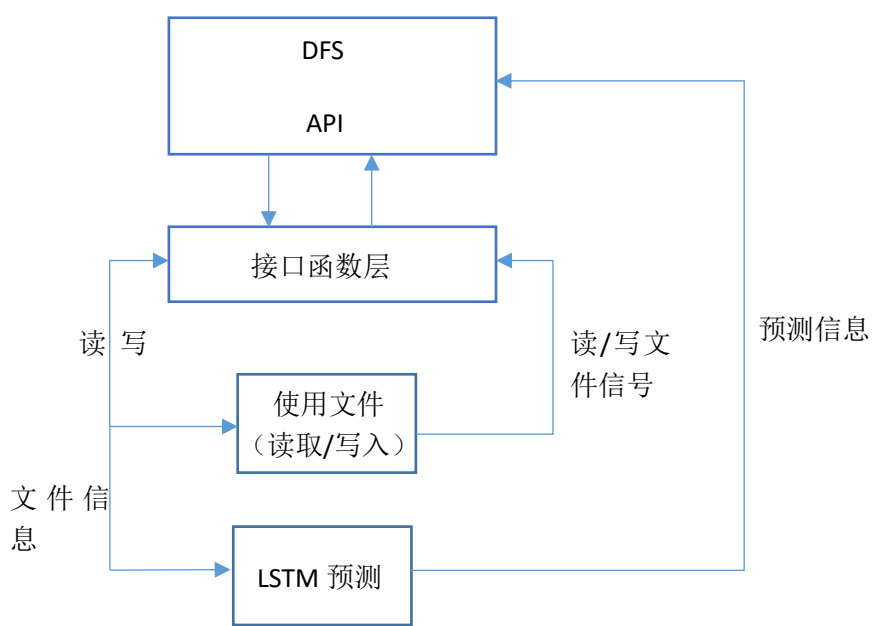 DFS
API
接口函数层
读 写
读/写文
件信号
预测信息
使用文件
（读取/写入）
文 件 信
息
LSTM 预测